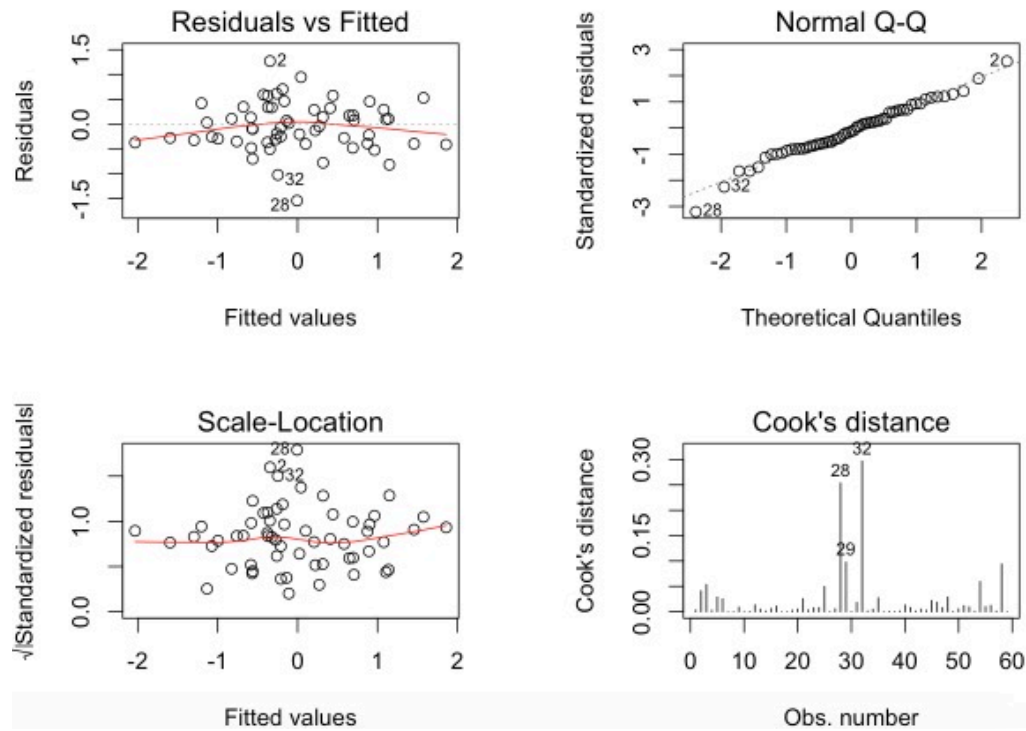 Residuals vs Fitted
Residuals
1.5
0.0
-1.5
2
32
28
-2 -1 0 1 2
Fitted values
Normal Q-Q
Standardized residuals
3
1
-1
-3
2
32
28
-2 -1 0 1 2
Theoretical Quantiles
Scale-Location
√|Standardized residuals|
1.0
0.0
28
2
32
-2 -1 0 1 2
Fitted values
Cook's distance
Cook's distance
0.30
0.15
0.00
32
28
29
0 10 20 30 40 50 60
Obs. number